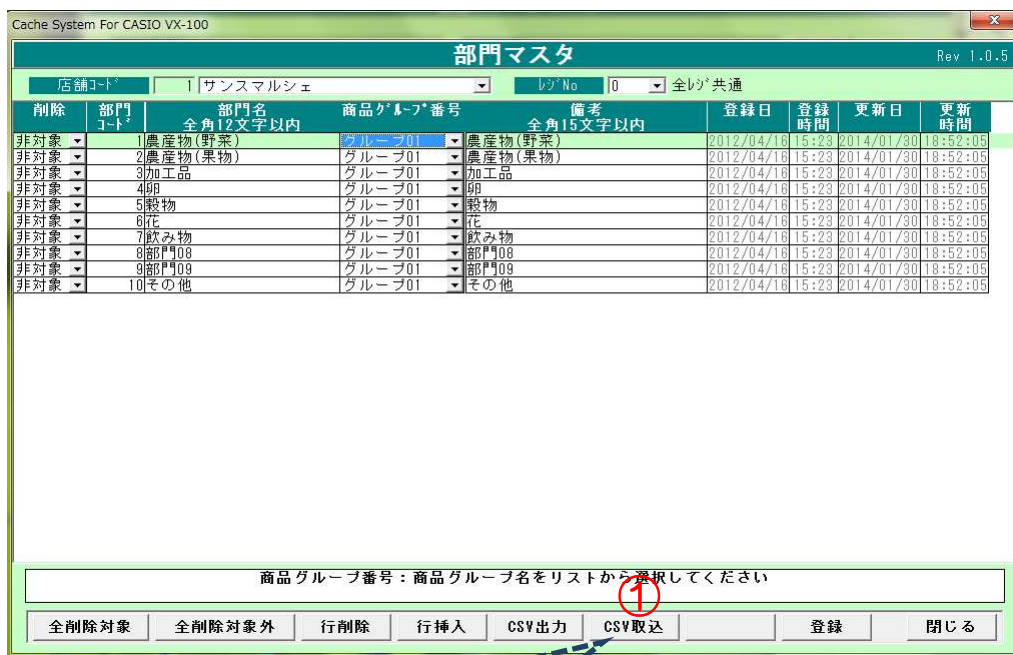 Cache System For CASIO VX-100
部門マスタ Rev 1.0.5
店舗ｺｰﾄﾞ 1 サンスマルシェ ﾚｼﾞNo 0 全ﾚｼﾞ共通
削除 部門ｺｰﾄﾞ 部門名 全角12文字以内 商品ｸﾞﾙｰﾌﾟ番号 備考 全角15文字以内 登録日 登録時間 更新日 更新時間
非対象 1 農産物(野菜) グループ01 農産物(野菜) 2012/04/16 15:23 2014/01/30 18:52:05
非対象 2 農産物(果物) グループ01 農産物(果物) 2012/04/16 15:23 2014/01/30 18:52:05
非対象 3 加工品 グループ01 加工品 2012/04/16 15:23 2014/01/30 18:52:05
非対象 4 卵 グループ01 卵 2012/04/16 15:23 2014/01/30 18:52:05
非対象 5 穀物 グループ01 穀物 2012/04/16 15:23 2014/01/30 18:52:05
非対象 6 花 グループ01 花 2012/04/16 15:23 2014/01/30 18:52:05
非対象 7 飲み物 グループ01 飲み物 2012/04/16 15:23 2014/01/30 18:52:05
非対象 8 部門08 グループ01 部門08 2012/04/16 15:23 2014/01/30 18:52:05
非対象 9 部門09 グループ01 部門09 2012/04/16 15:23 2014/01/30 18:52:05
非対象 10 その他 グループ01 その他 2012/04/16 15:23 2014/01/30 18:52:05
商品グループ番号：商品グループ名をリストから選択してください
①
全削除対象 全削除対象外 行削除 行挿入 CSV出力 CSV取込 登録 閉じる